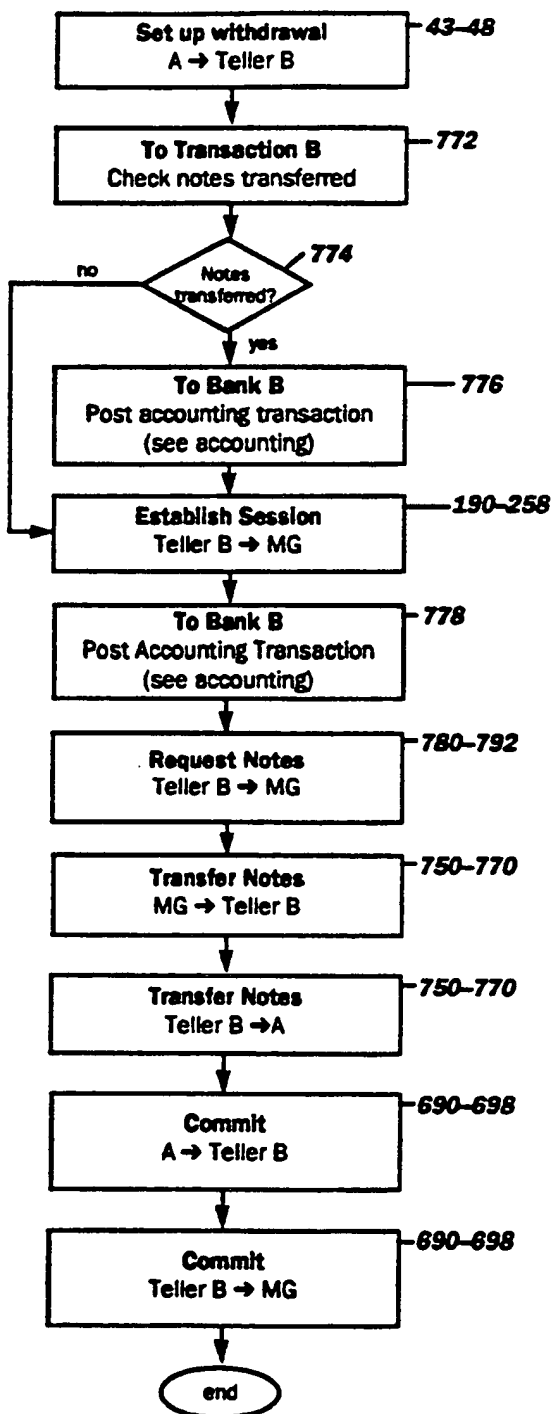 Set up withdrawal
A → Teller B
43–48
To Transaction B
Check notes transferred
772
Notes
transferred?
774
no
yes
To Bank B
Post accounting transaction
(see accounting)
776
Establish Session
Teller B → MG
190–258
To Bank B
Post Accounting Transaction
(see accounting)
778
Request Notes
Teller B → MG
780–792
Transfer Notes
MG → Teller B
750–770
Transfer Notes
Teller B →A
750–770
Commit
A → Teller B
690–698
Commit
Teller B → MG
690–698
end